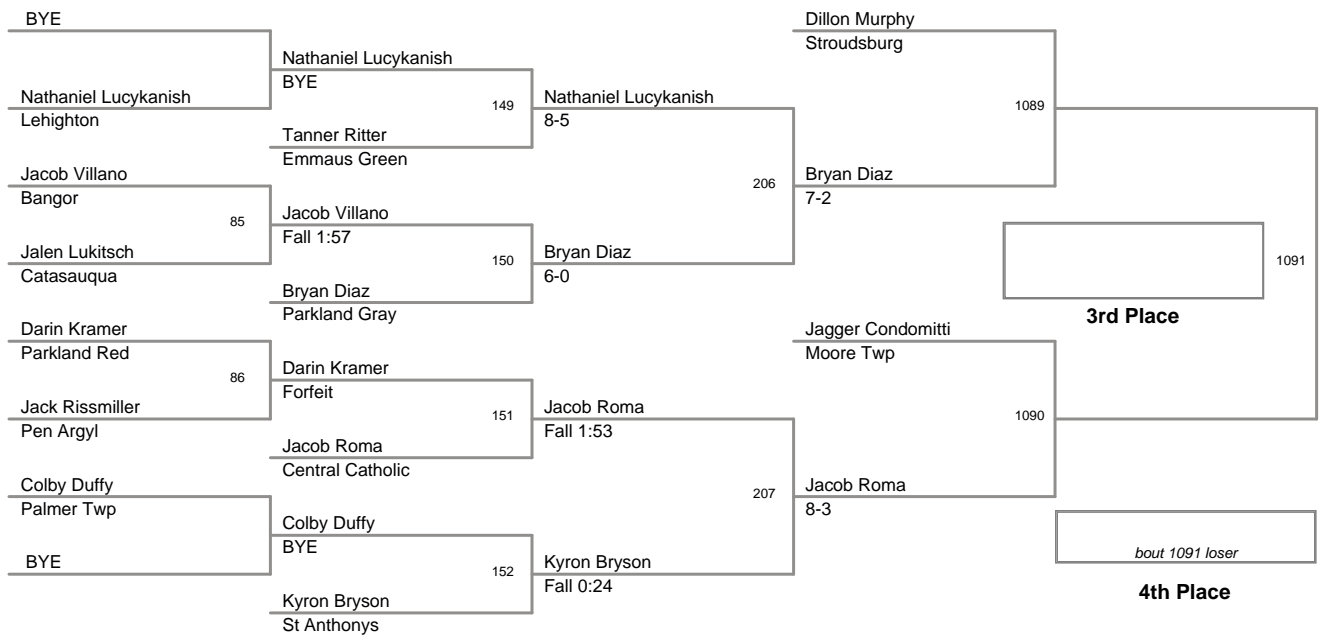 BYE
Nathaniel Lucykanish
Lehighton
Jacob Villano
Bangor
85
Jalen Lukitsch
Catasauqua
Darin Kramer
Parkland Red
86
Jack Rissmiller
Pen Argyl
Colby Duffy
Palmer Twp
BYE
Nathaniel Lucykanish
BYE
149
Tanner Ritter
Emmaus Green
Jacob Villano
Fall 1:57
150
Bryan Diaz
Parkland Gray
Darin Kramer
Forfeit
151
Jacob Roma
Central Catholic
Colby Duffy
BYE
152
Kyron Bryson
St Anthonys
Nathaniel Lucykanish
8-5
206
Bryan Diaz
6-0
Jacob Roma
Fall 1:53
207
Kyron Bryson
Fall 0:24
Dillon Murphy
Stroudsburg
1089
Bryan Diaz
7-2
Jagger Condomitti
Moore Twp
1090
Jacob Roma
8-3
1091
3rd Place
bout 1091 loser
4th Place